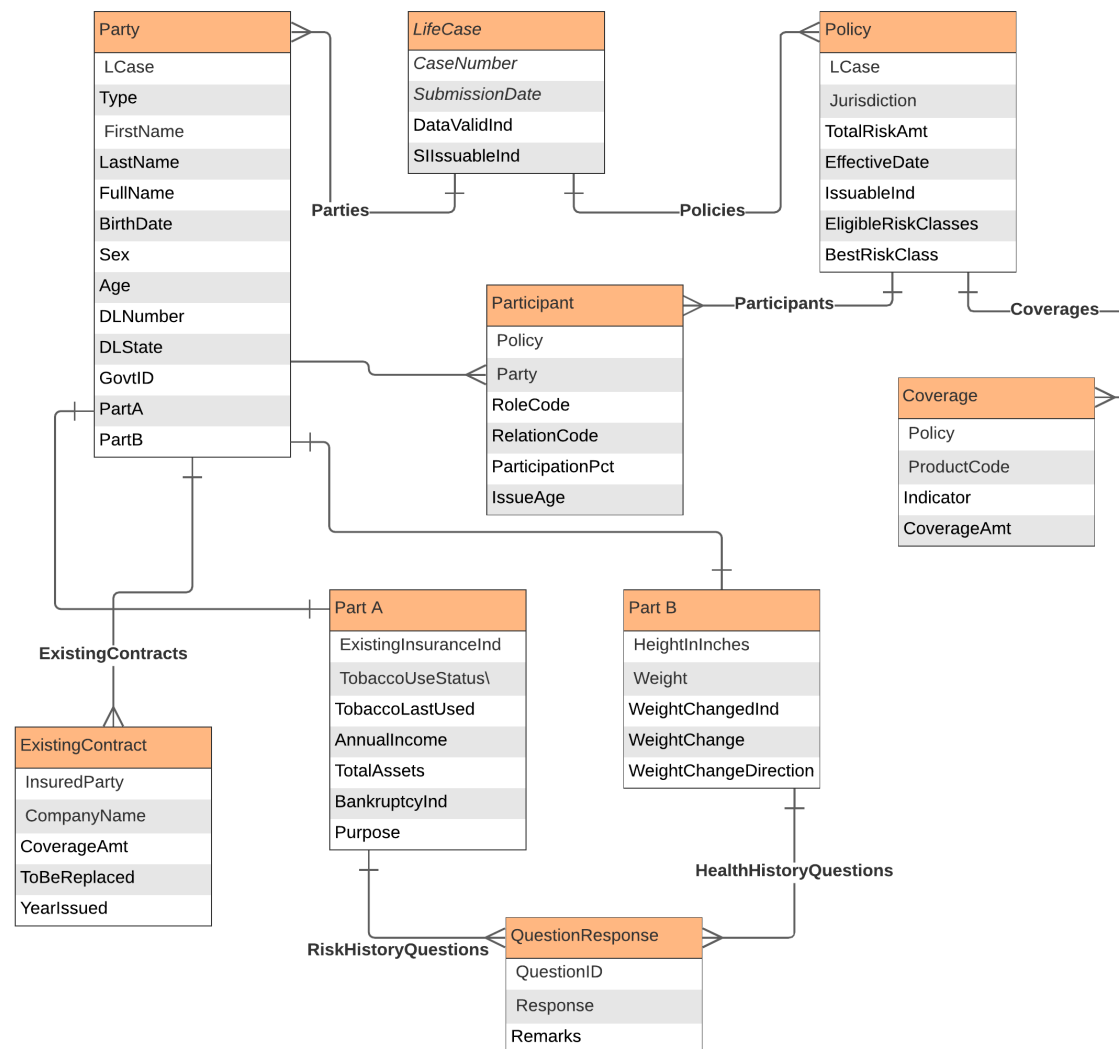 Party
LCase
Type
FirstName
LastName
FullName
BirthDate
Sex
Age
DLNumber
DLState
GovtID
PartA
PartB
LifeCase
CaseNumber
SubmissionDate
DataValidInd
SIIssuableInd
Policy
LCase
Jurisdiction
TotalRiskAmt
EffectiveDate
IssuableInd
EligibleRiskClasses
BestRiskClass
Parties
Policies
Participants
Coverages
Participant
Policy
Party
RoleCode
RelationCode
ParticipationPct
IssueAge
Coverage
Policy
ProductCode
Indicator
CoverageAmt
ExistingContracts
ExistingContract
InsuredParty
CompanyName
CoverageAmt
ToBeReplaced
YearIssued
Part A
ExistingInsuranceInd
TobaccoUseStatus\
TobaccoLastUsed
AnnualIncome
TotalAssets
BankruptcyInd
Purpose
Part B
HeightInInches
Weight
WeightChangedInd
WeightChange
WeightChangeDirection
HealthHistoryQuestions
RiskHistoryQuestions
QuestionResponse
QuestionID
Response
Remarks